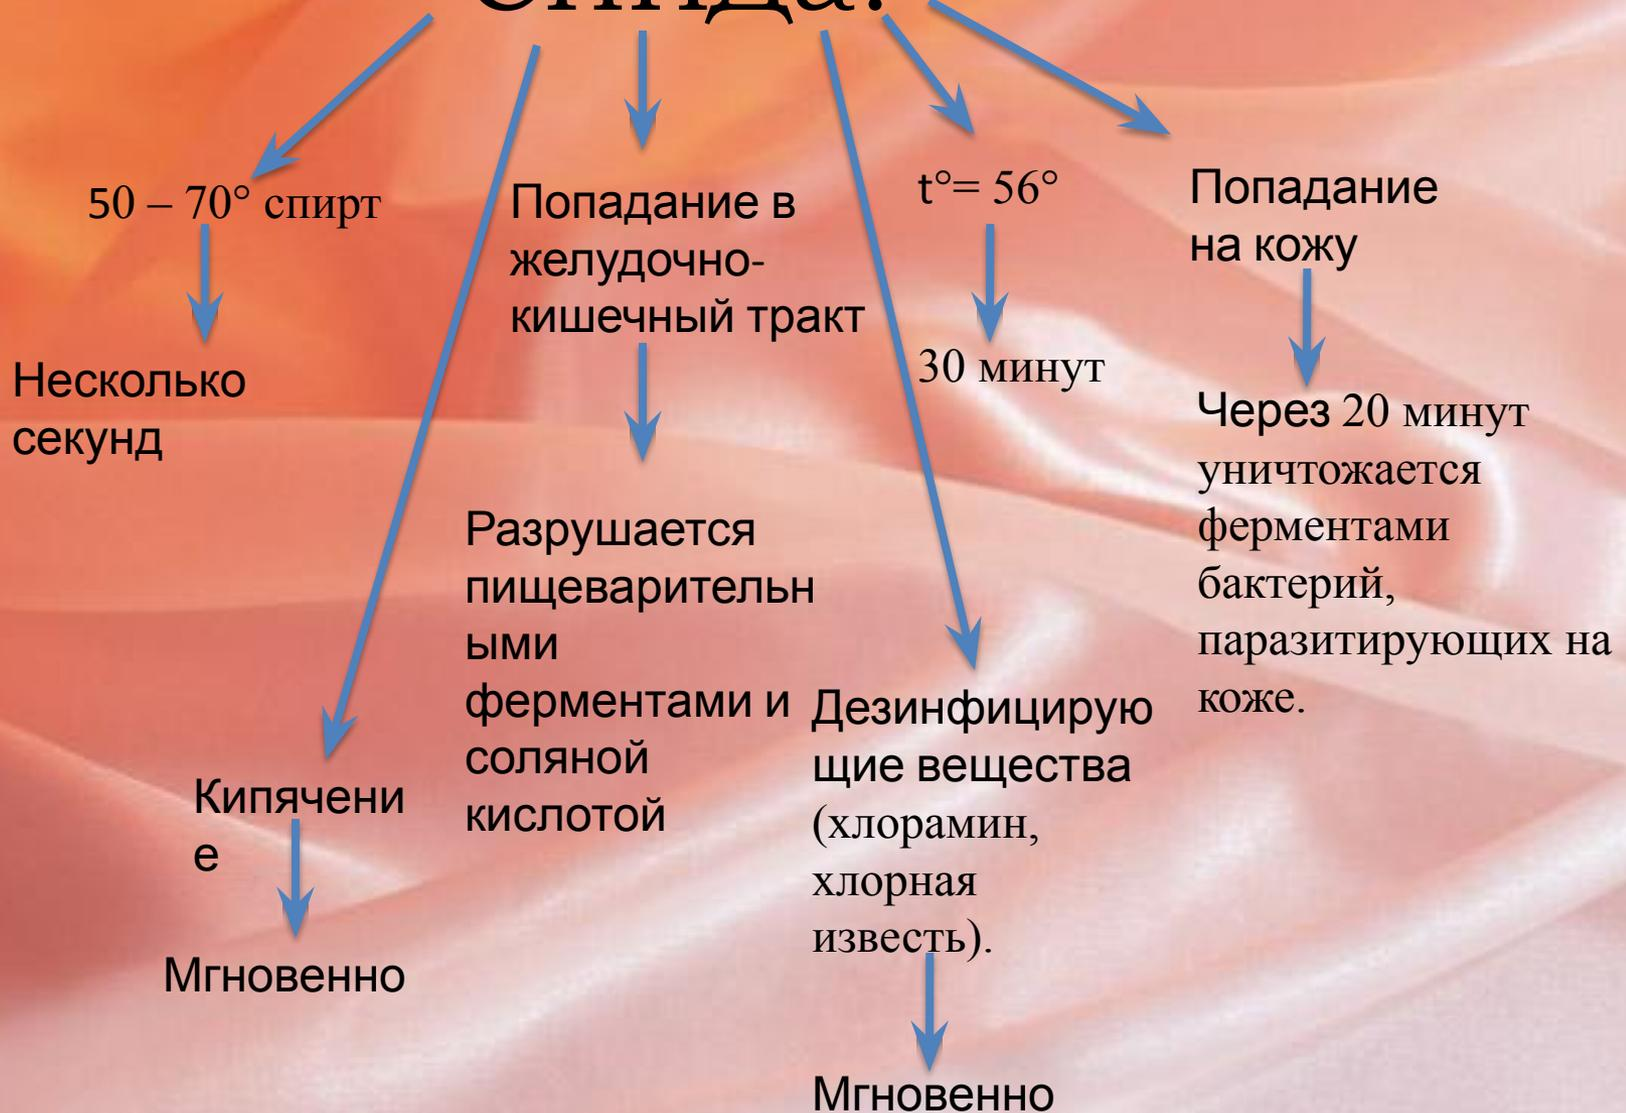 Спида?
50 – 70° спирт
Несколько
секунд
Кипячени
е
Мгновенно
Попадание в
желудочно-
кишечный тракт
Разрушается
пищеварительн
ыми
ферментами и
соляной
кислотой
t°= 56°
30 минут
Дезинфицирую
щие вещества
(хлорамин,
хлорная
известь).
Мгновенно
Попадание
на кожу
Через 20 минут
уничтожается
ферментами
бактерий,
паразитирующих на
коже.